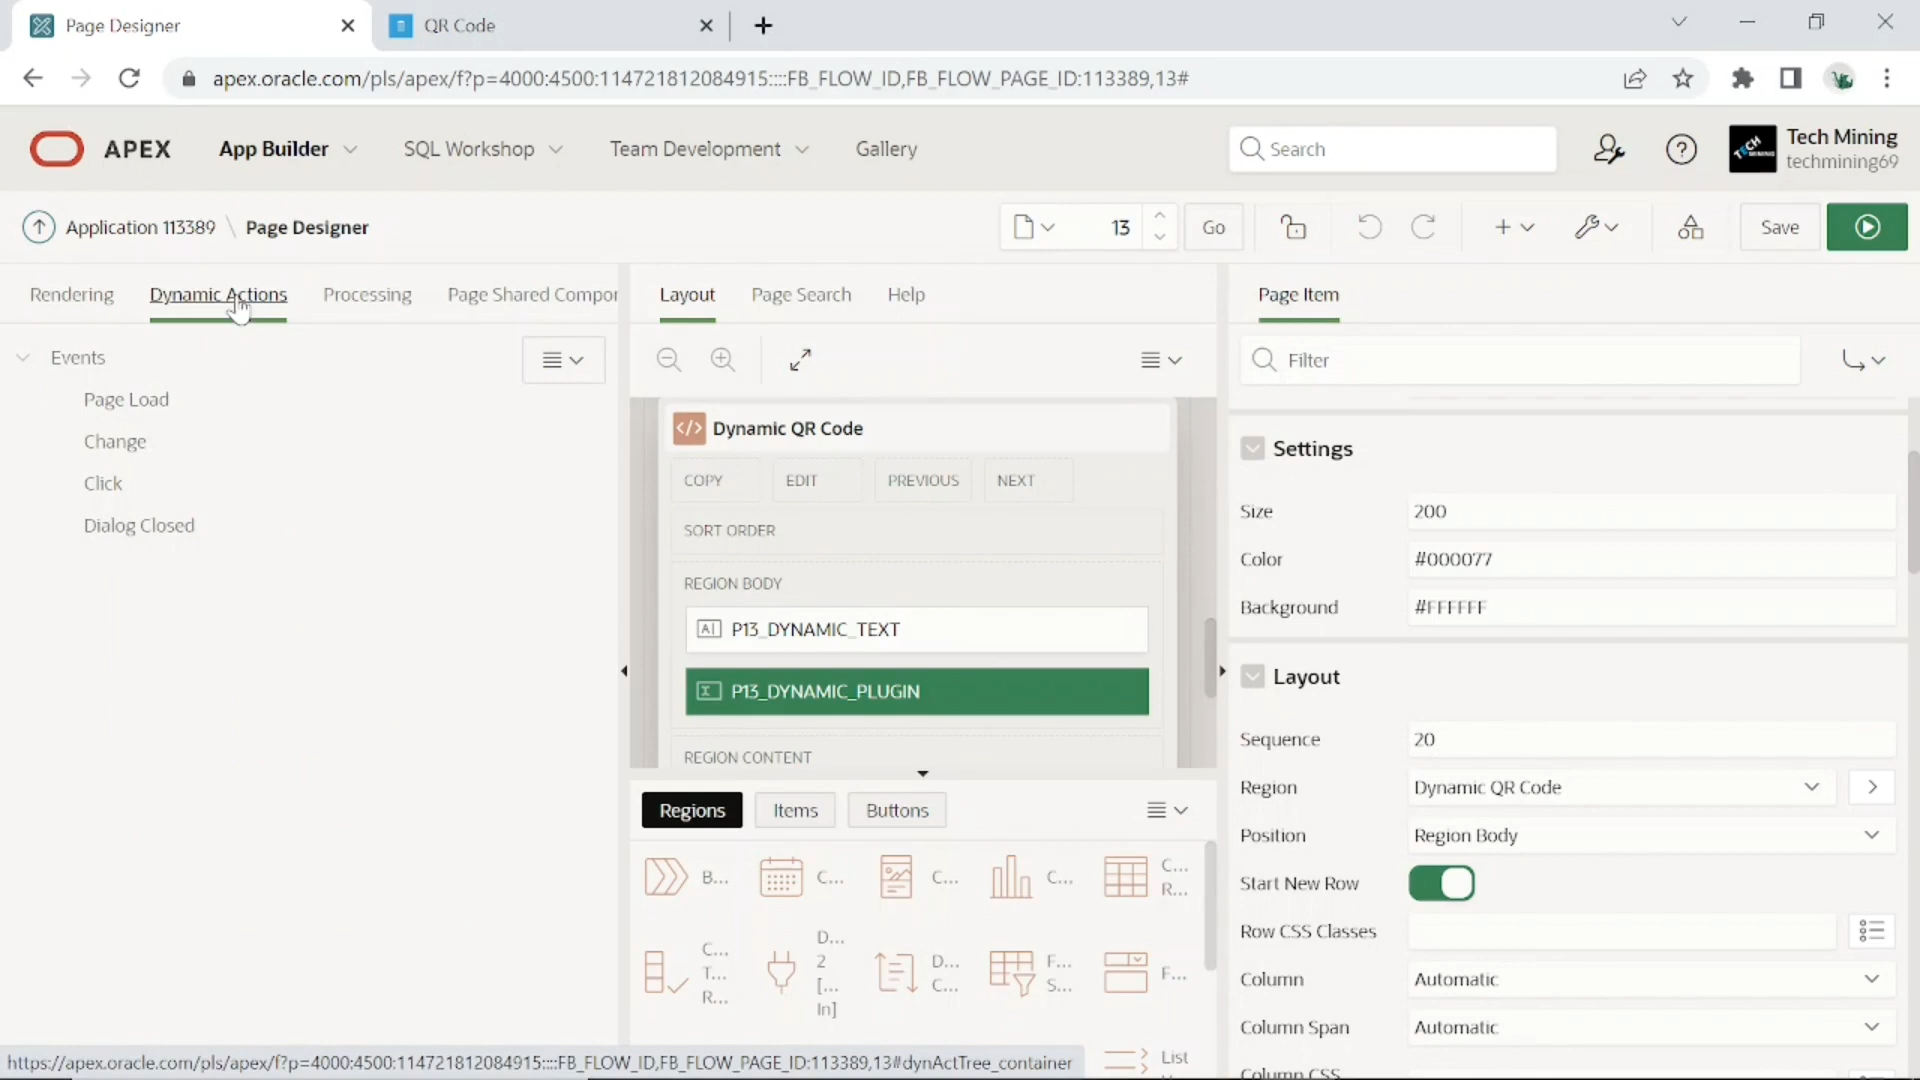 Page Designer
QR Code
apex.oracle.com/pls/apex/f?p=4000:4500:114721812084915::::FB_FLOW_ID,FB_FLOW_PAGE_ID:113389,13#
APEX
App Builder
SQL Workshop
Team Development
Gallery
Search
Tech Mining
techmining69
Application 113389 \ Page Designer
13
Go
Save
Rendering
Dynamic Actions
Processing
Page Shared Compor
Events
Page Load
Change
Click
Dialog Closed
Layout
Page Search
Help
Dynamic QR Code
COPY
EDIT
PREVIOUS
NEXT
SORT ORDER
REGION BODY
P13_DYNAMIC_TEXT
P13_DYNAMIC_PLUGIN
REGION CONTENT
Regions
Items
Buttons
B...
C...
C...
C...
C...
R...
C...
T...
R...
D...
2
[...
In]
D...
C...
F...
S...
F...
List
Page Item
Filter
Settings
Size 200
Color #000077
Background #FFFFFF
Layout
Sequence 20
Region Dynamic QR Code
Position Region Body
Start New Row
Row CSS Classes
Column Automatic
Column Span Automatic
Column CSS
https://apex.oracle.com/pls/apex/f?p=4000:4500:114721812084915::::FB_FLOW_ID,FB_FLOW_PAGE_ID:113389,13#dynActTree_container